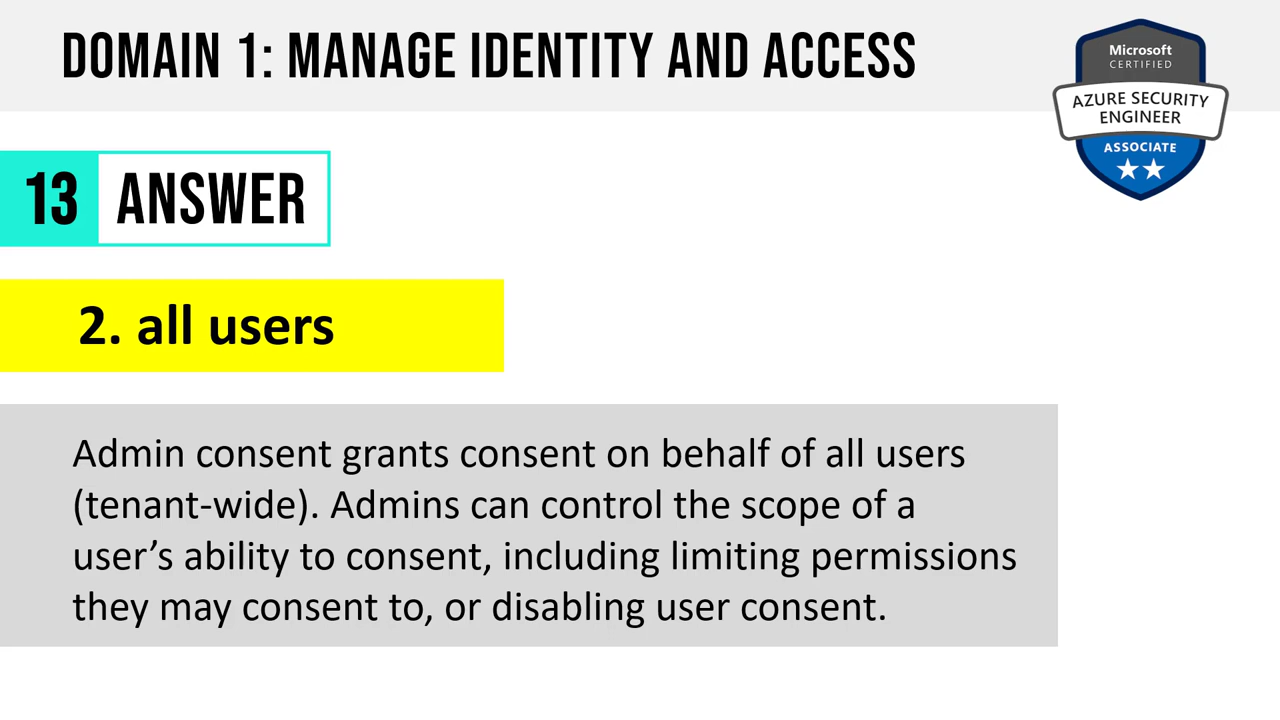 DOMAIN 1: MANAGE IDENTITY AND ACCESS
Microsoft
CERTIFIED
AZURE SECURITY
ENGINEER
ASSOCIATE
13 ANSWER
2. all users
Admin consent grants consent on behalf of all users
(tenant-wide). Admins can control the scope of a
user’s ability to consent, including limiting permissions
they may consent to, or disabling user consent.